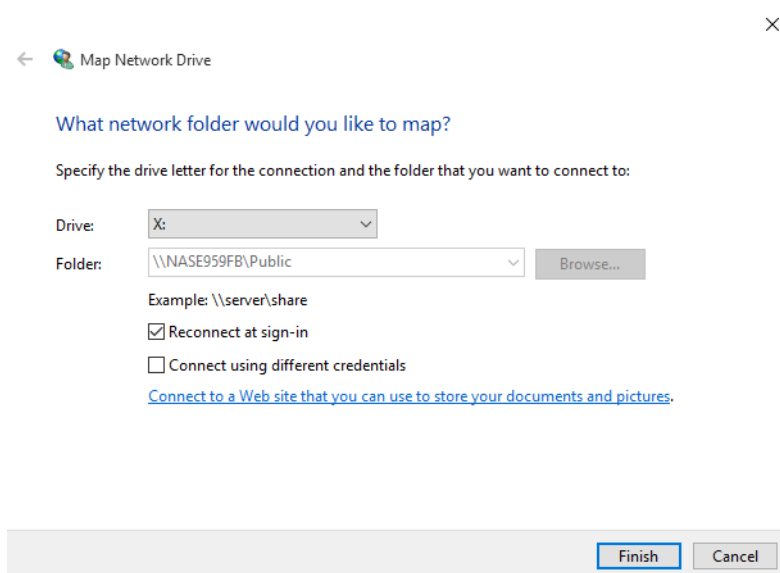 Map Network Drive
What network folder would you like to map?
Specify the drive letter for the connection and the folder that you want to connect to:
Drive: X:
Folder: \\NASE959FB\Public Browse...
Example: \\server\share
Reconnect at sign-in
Connect using different credentials
Connect to a Web site that you can use to store your documents and pictures.
Finish Cancel